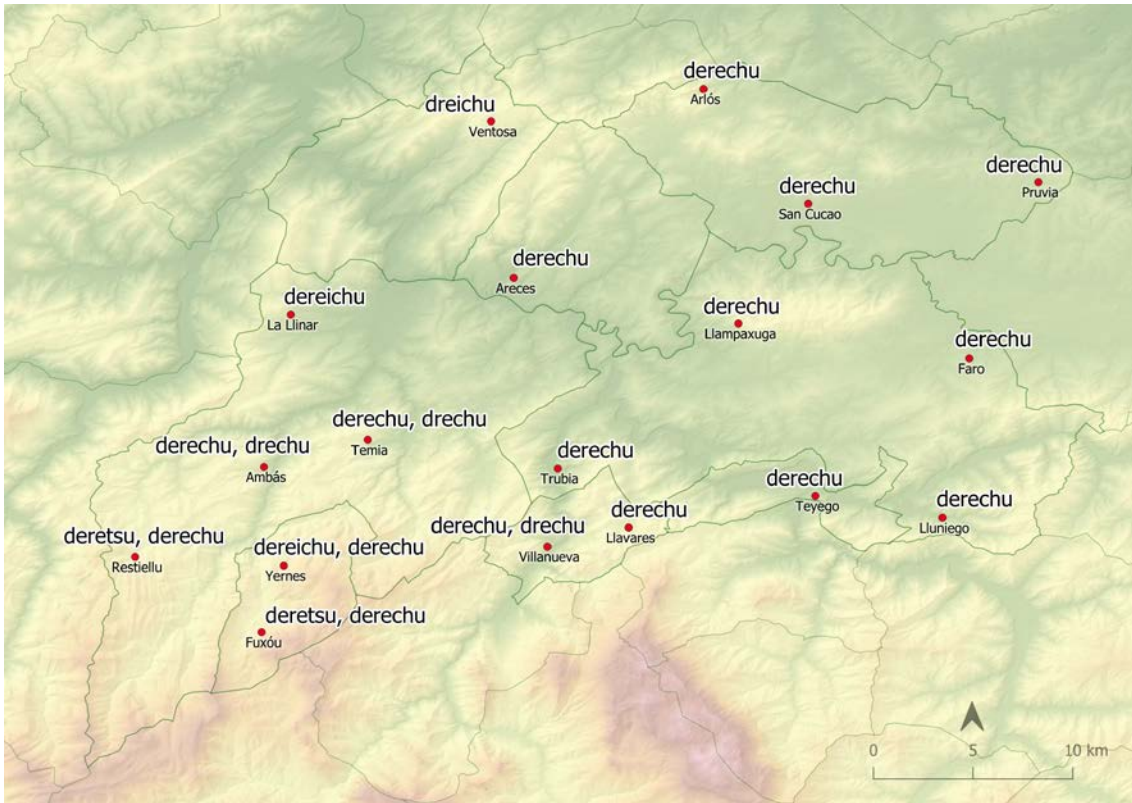 derechu
Arlós
dreichu
Ventosa
derechu
Pruvia
derechu
San Cucao
derechu
Areces
dereichu
La Llinar
derechu
Llampaxuga
derechu
Faro
derechu, drechu
Temia
derechu, drechu
Ambás
derechu
Trubia
derechu
Teyego
derechu
Lluniego
derechu
Llavares
derechu, drechu
Villanueva
deretsu, derechu
Restiellu
dereichu, derechu
Yernes
deretsu, derechu
Fuxóu
0 5 10 km